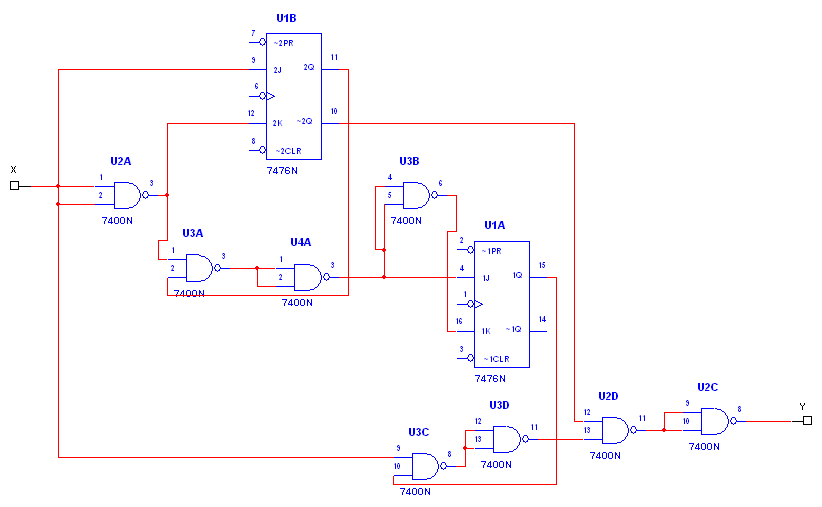 U1B
7 ~2PR
11
9 2J 2Q
6
10
12 2K ~2Q
8 ~2CLR
7476N
X
U2A
1
2
3
7400N
U3B
4
5
6
7400N
U3A
1
2
3
7400N
U4A
1
2
3
7400N
U1A
2 ~1PR
15
4 1J 1Q
1
14
16 1K ~1Q
3 ~1CLR
7476N
U3C
9
10
8
7400N
U3D
12
13
11
7400N
U2D
12
13
11
7400N
U2C
9
10
8
7400N
Y